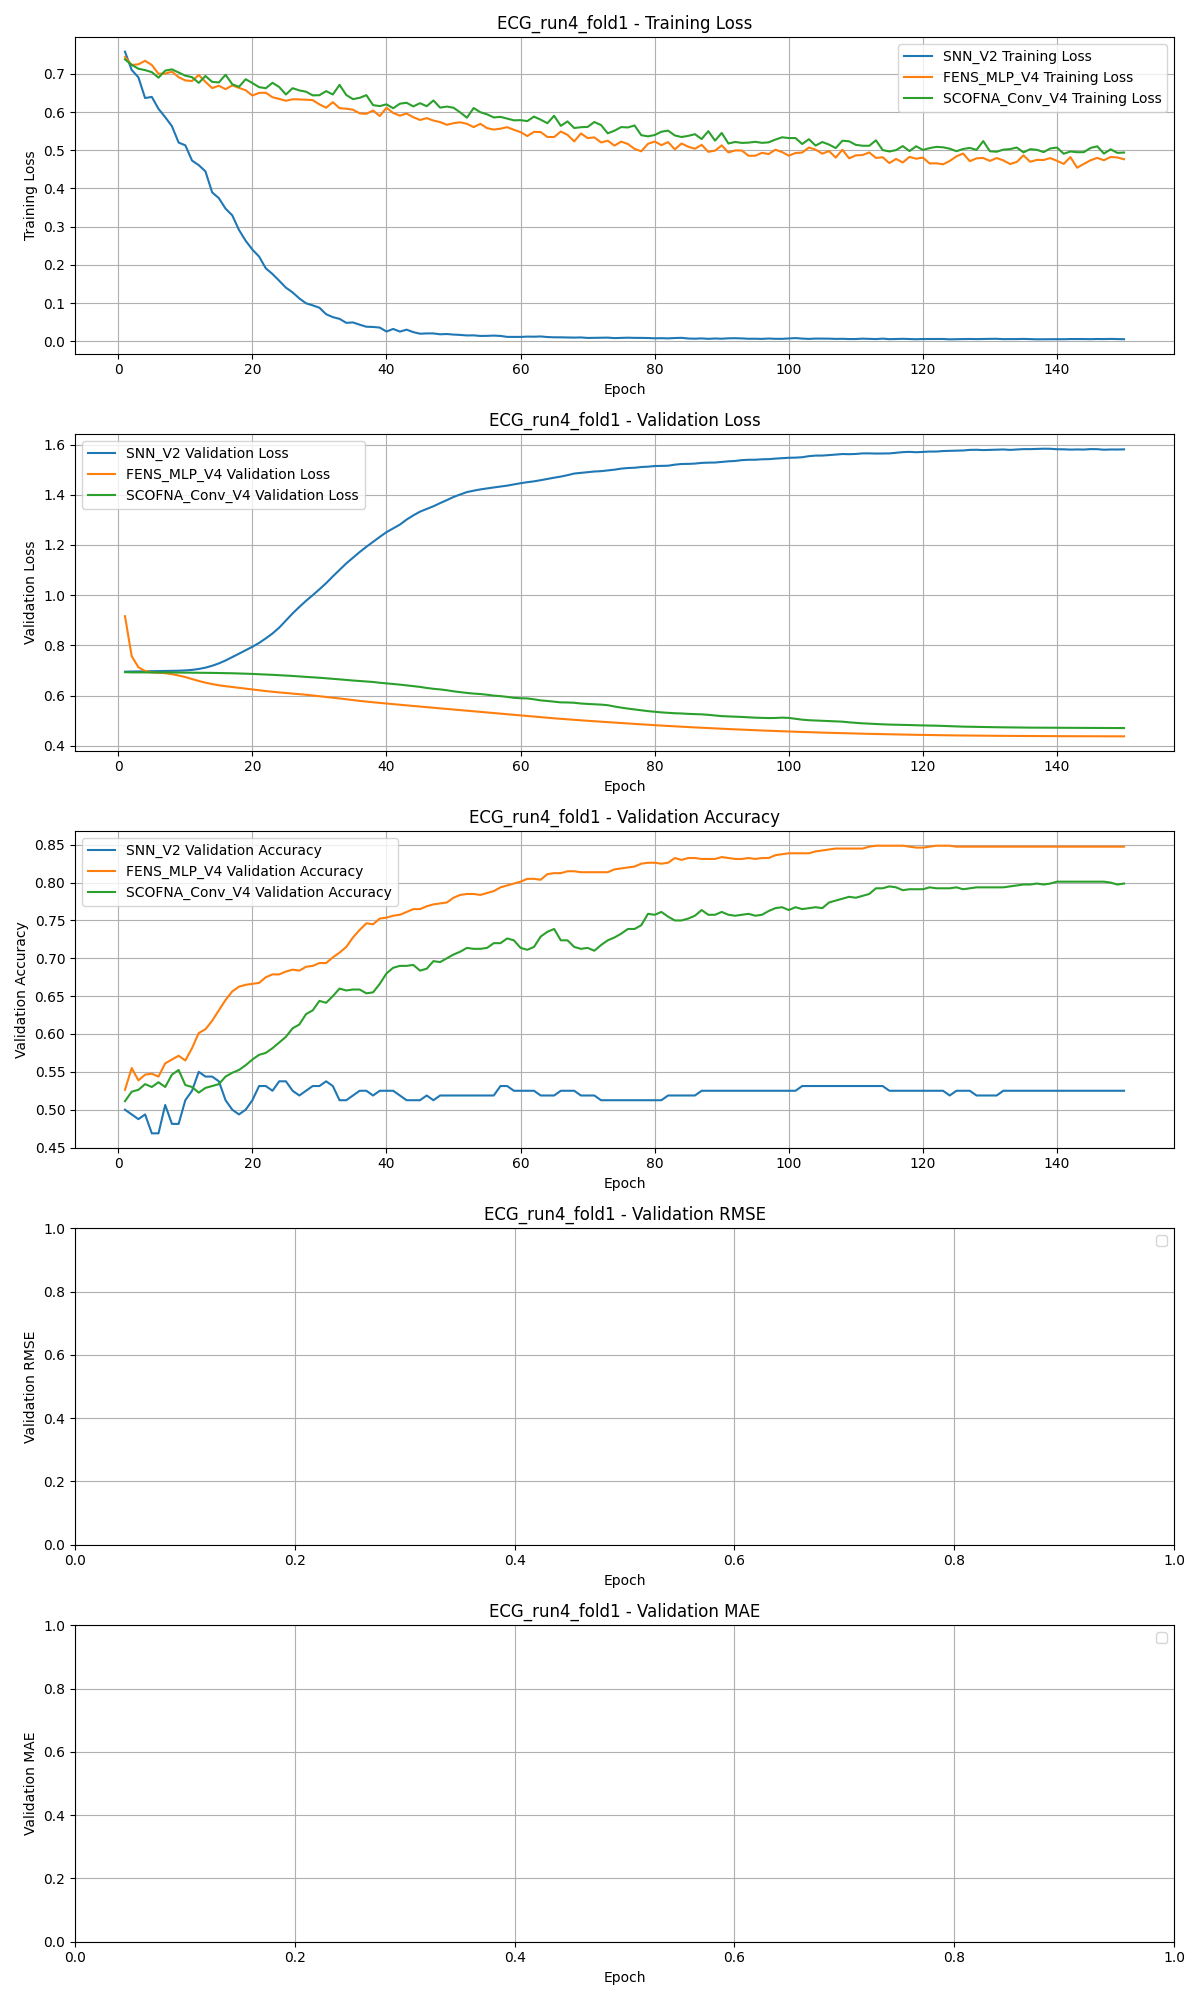 ECG_run4_fold1 - Training Loss
Training Loss
0.7
0.6
0.5
0.4
0.3
0.2
0.1
0.0
SNN_V2 Training Loss
FENS_MLP_V4 Training Loss
SCOFNA_Conv_V4 Training Loss
0 20 40 60 80 100 120 140
Epoch
ECG_run4_fold1 - Validation Loss
Validation Loss
1.6
1.4
1.2
1.0
0.8
0.6
0.4
SNN_V2 Validation Loss
FENS_MLP_V4 Validation Loss
SCOFNA_Conv_V4 Validation Loss
0 20 40 60 80 100 120 140
Epoch
ECG_run4_fold1 - Validation Accuracy
Validation Accuracy
0.85
0.80
0.75
0.70
0.65
0.60
0.55
0.50
0.45
SNN_V2 Validation Accuracy
FENS_MLP_V4 Validation Accuracy
SCOFNA_Conv_V4 Validation Accuracy
0 20 40 60 80 100 120 140
Epoch
ECG_run4_fold1 - Validation RMSE
Validation RMSE
1.0
0.8
0.6
0.4
0.2
0.0
0.0 0.2 0.4 0.6 0.8 1.0
Epoch
ECG_run4_fold1 - Validation MAE
Validation MAE
1.0
0.8
0.6
0.4
0.2
0.0
0.0 0.2 0.4 0.6 0.8 1.0
Epoch